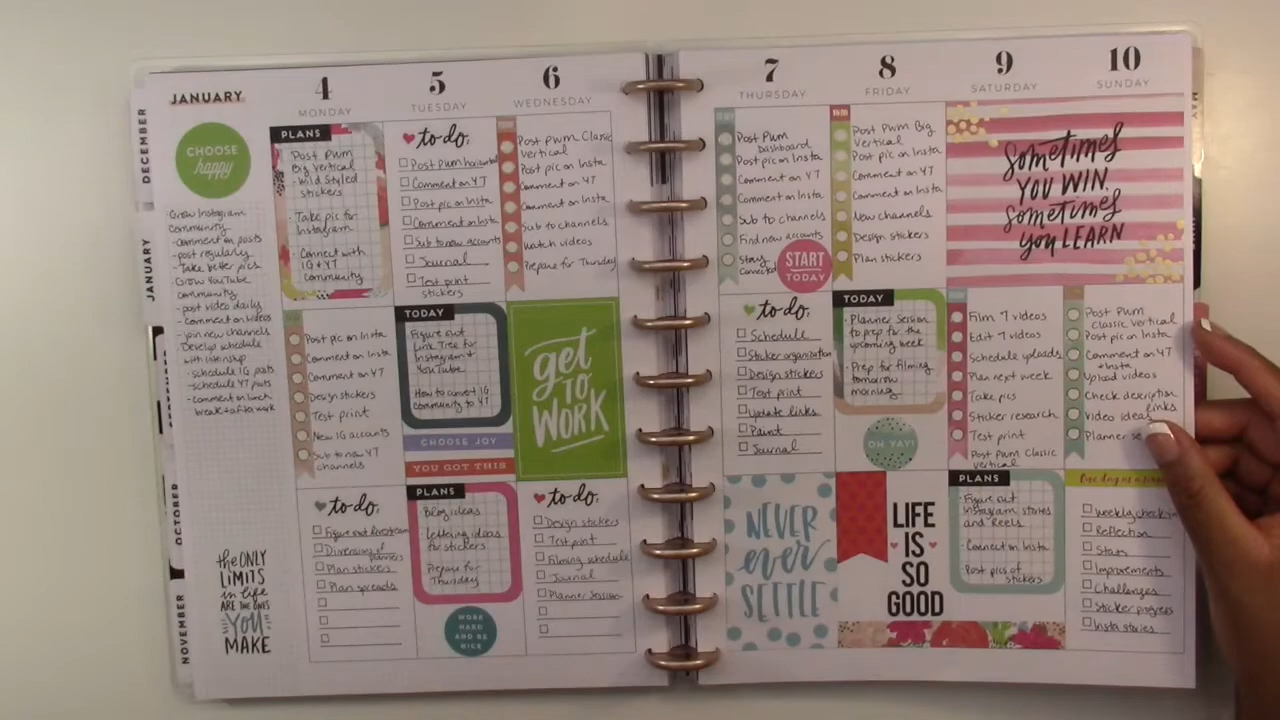 JANUARY
CHOOSE
happy
Grow Instagram
community
- comment on posts
- post regularly
- Take better pics
- Grow YouTube
community
- post video daily
- comment on videos
- join new channels
- Develop schedule
with internship
- schedule IG posts
- schedule YT posts
- comment on lunch
break + after work
the ONLY
LIMITS
in life
ARE THE ONES
YOU
MAKE
4
MONDAY
PLANS
Post PWM
Big Vertical
- Wild Styled
stickers
- Take pic for
Instagram
- Connect with
IG + YT
community
Post pic on Insta
Comment on Insta
Comment on YT
Design stickers
Test print
New IG accounts
Sub to new YT
channels
to do:
Figure out
planners
Plan stickers
Plan spreads
5
TUESDAY
to do:
Post PWM horizontal
Comment on YT
Post pic on Insta
Comment on Insta
Sub to new accounts
Journal
Test print
stickers
TODAY
Figure out
Link Tree for
Instagram +
YouTube
How to convert IG
community to YT
CHOOSE JOY
YOU GOT THIS
PLANS
Blog ideas
Lettering ideas
for stickers
Prepare for
Thursday
WORK
HARD
AND BE
NICE
6
WEDNESDAY
Post PWM Classic
Vertical
Post pic on Insta
Comment on YT
Comment on Insta
Sub to channels
Watch videos
Prepare for Thursday
get
TO
WORK
to do:
Design stickers
Test print
Filming schedule
Journal
Planner Session
7
THURSDAY
Post PWM
Dashboard
Post pic on Insta
Comment on YT
Comment on Insta
Sub to channels
Find new accounts
Stay
Connected
START
TODAY
to do:
Schedule
Sticker organization
Design stickers
Test print
Update links
Paint
Journal
NEVER
ever
SETTLE
8
FRIDAY
Post PWM Big
Vertical
Post pic on Insta
Comment on YT
Comment on Insta
New channels
Design stickers
Plan stickers
TODAY
- Planner Session
to prep for the
upcoming week
- Prep for filming
tomorrow
morning
OH YAY!
LIFE
IS
SO
GOOD
9
SATURDAY
10
SUNDAY
sometimes
YOU WIN,
sometimes
you LEARN
Film 7 videos
Edit 7 videos
Schedule uploads
Plan next week
Take pics
Sticker research
Test print
Post PWM Classic
vertical
PLANS
- Figure out
Instagram stories
and Reels
- Connect on Insta
- Post pics of
stickers
Post PWM
Classic Vertical
Post pic on Insta
Comment on YT
+ Insta
Upload videos
Check description
links
Video ideas
Planner
One day at a
Weekly check-in
Reflection
Stats
Improvements
Challenges
Sticker progress
Insta stories
DECEMBER
JANUARY
OCTOBER
NOVEMBER
MAY